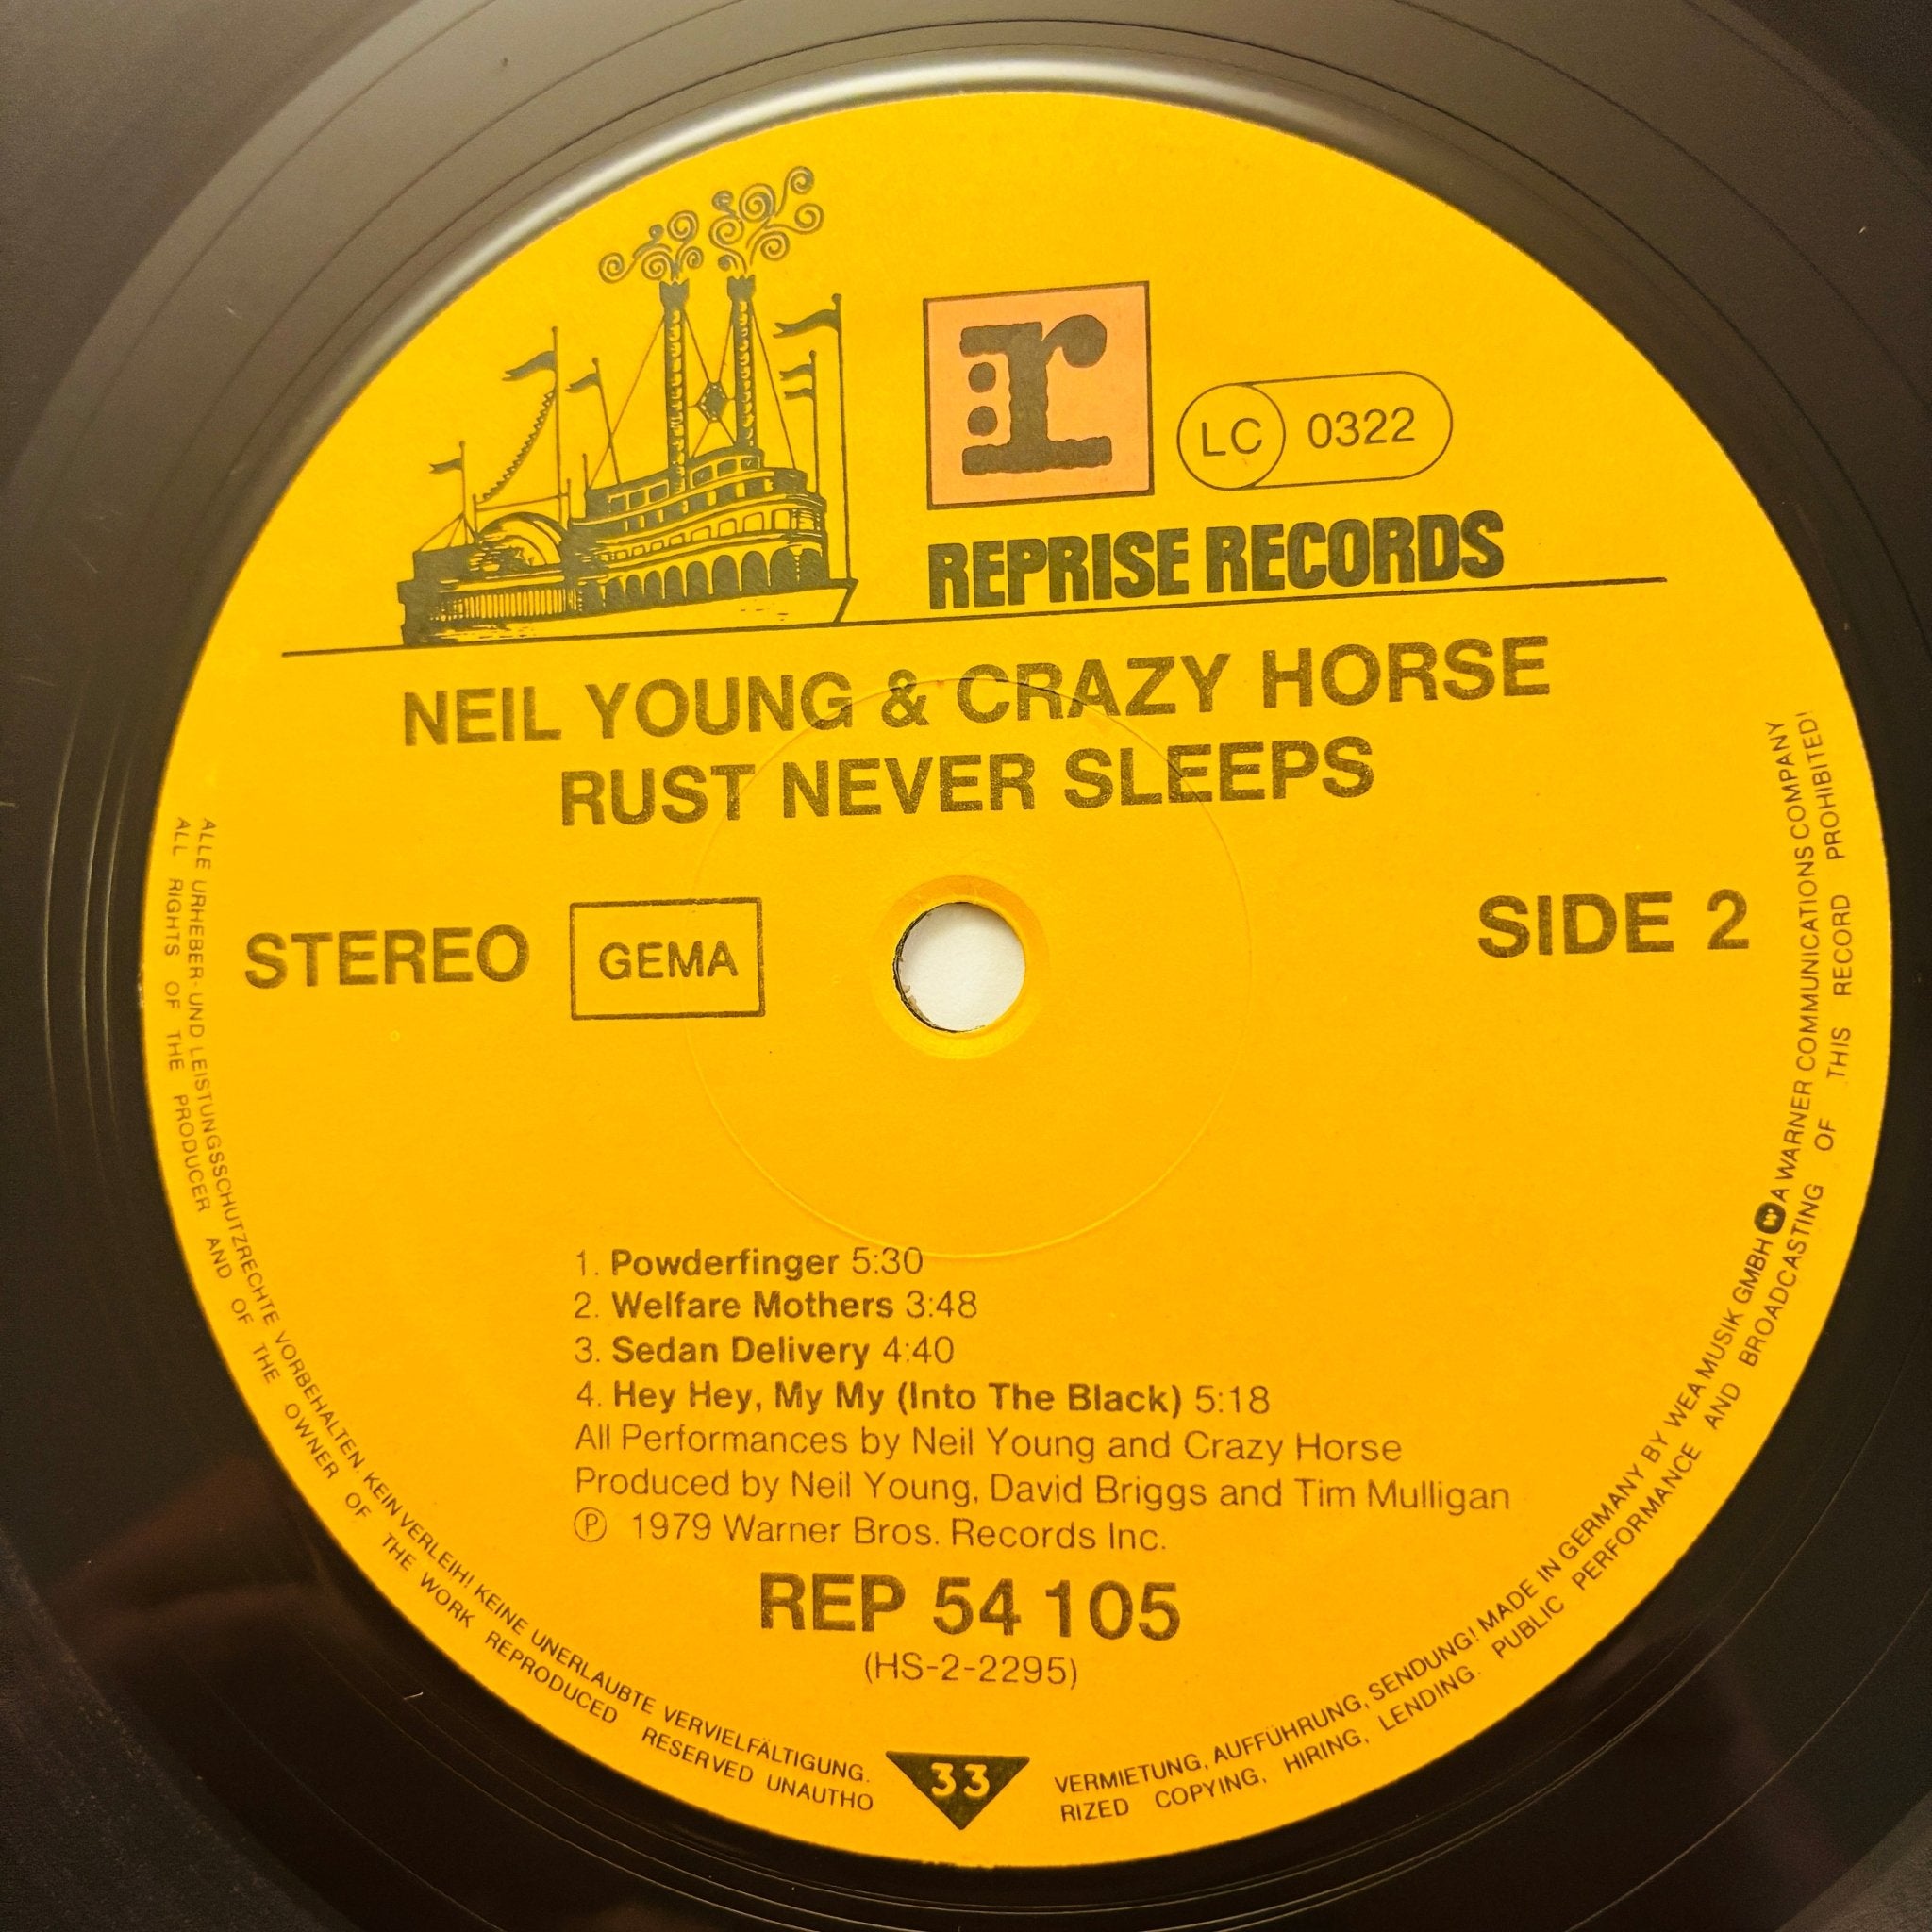 r:
LC 0322
REPRISE RECORDS
NEIL YOUNG & CRAZY HORSE
RUST NEVER SLEEPS
STEREO GEMA SIDE 2
1. Powderfinger 5:30
2. Welfare Mothers 3:48
3. Sedan Delivery 4:40
4. Hey Hey, My My (Into The Black) 5:18
All Performances by Neil Young and Crazy Horse
Produced by Neil Young, David Briggs and Tim Mulligan
℗ 1979 Warner Bros. Records Inc.
REP 54 105
(HS-2-2295)
33
ALLE URHEBER- UND LEISTUNGSSCHUTZRECHTE VORBEHALTEN. KEIN VERLEIH! KEINE UNERLAUBTE VERVIELFÄLTIGUNG. VERMIETUNG, AUFFÜHRUNG, SENDUNG! MADE IN GERMANY BY WEA MUSIK GMBH A WARNER COMMUNICATIONS COMPANY
ALL RIGHTS OF THE PRODUCER AND OF THE OWNER OF THE WORK REPRODUCED RESERVED UNAUTHORIZED COPYING, HIRING, LENDING. PUBLIC PERFORMANCE AND BROADCASTING OF THIS RECORD PROHIBITED!